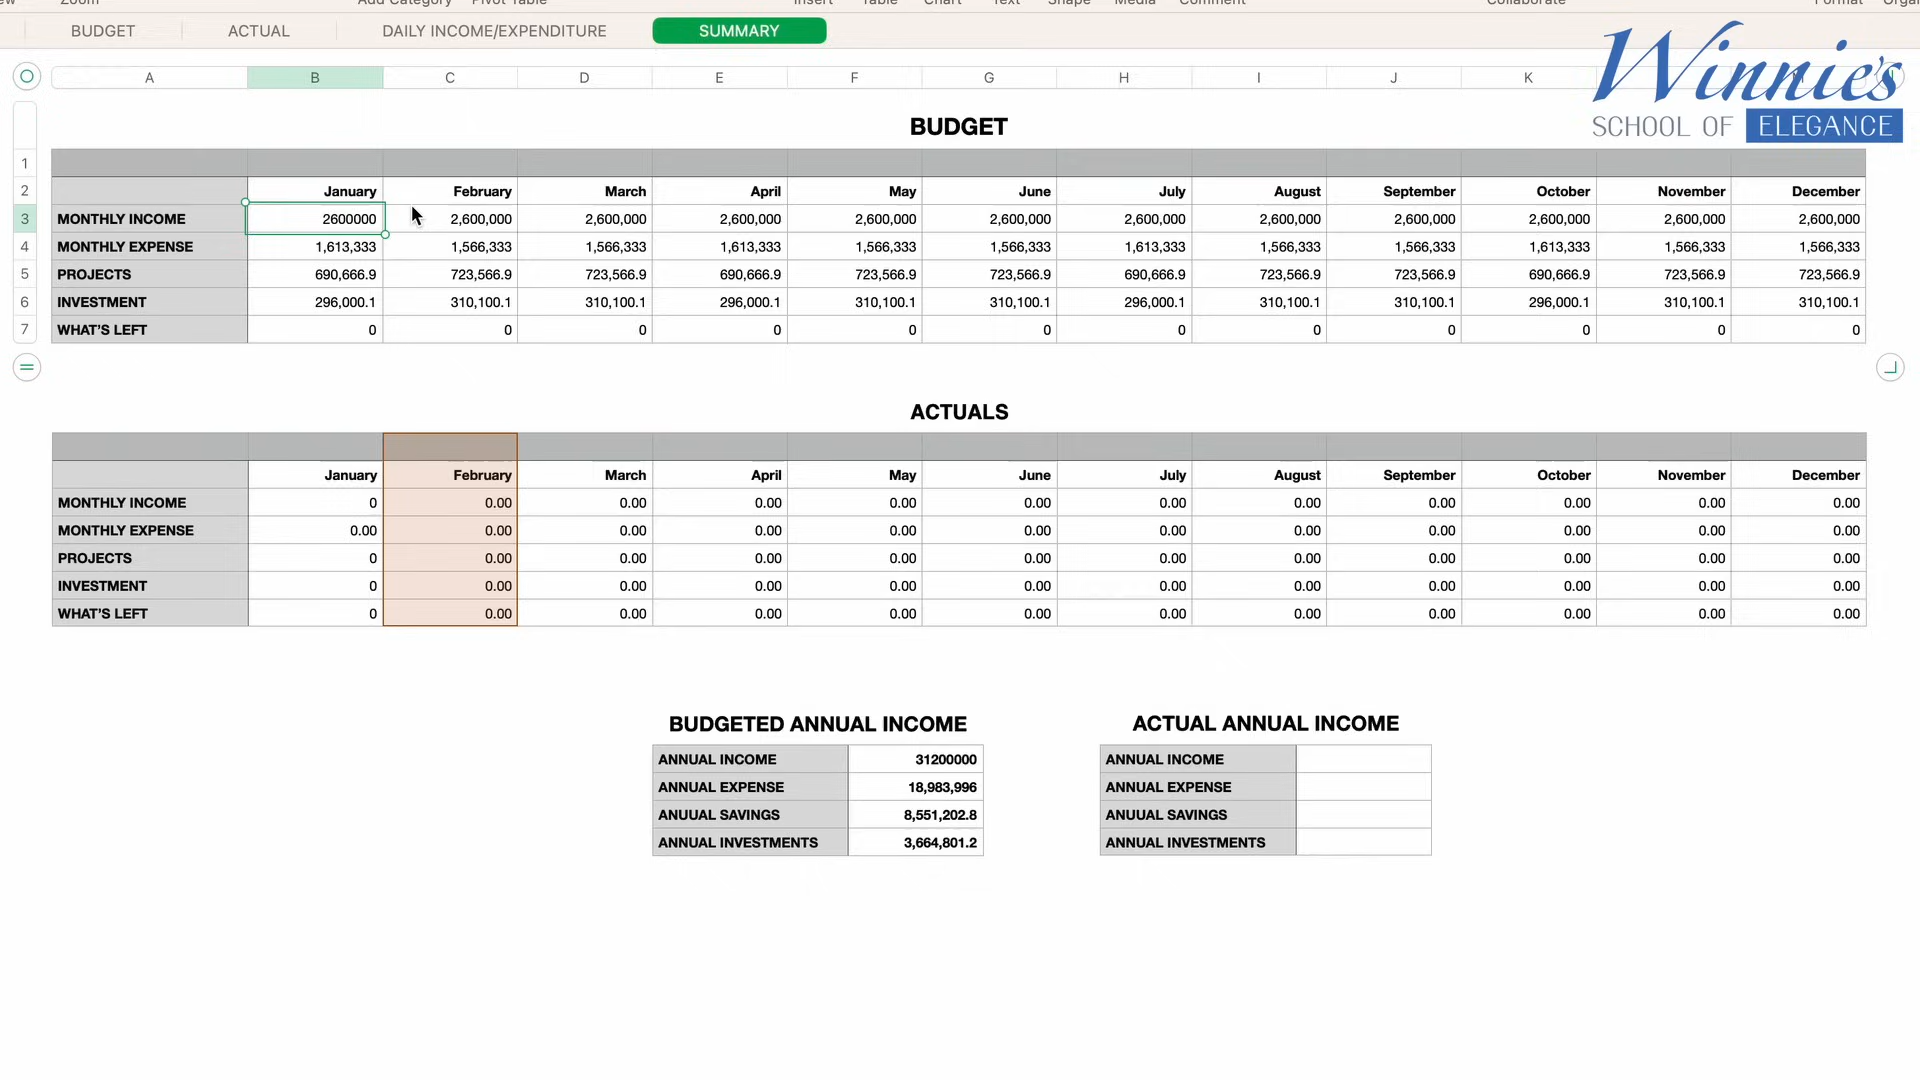 Zoom Add Category Pivot Table Insert Table Chart Text Shape Media Comment Collaborate Format
BUDGET ACTUAL DAILY INCOME/EXPENDITURE SUMMARY
Winnie's
SCHOOL OF ELEGANCE
A B C D E F G H I J K
BUDGET
1
2 January February March April May June July August September October November December
3 MONTHLY INCOME 2600000 2,600,000 2,600,000 2,600,000 2,600,000 2,600,000 2,600,000 2,600,000 2,600,000 2,600,000 2,600,000 2,600,000
4 MONTHLY EXPENSE 1,613,333 1,566,333 1,566,333 1,613,333 1,566,333 1,566,333 1,613,333 1,566,333 1,566,333 1,613,333 1,566,333 1,566,333
5 PROJECTS 690,666.9 723,566.9 723,566.9 690,666.9 723,566.9 723,566.9 690,666.9 723,566.9 723,566.9 690,666.9 723,566.9 723,566.9
6 INVESTMENT 296,000.1 310,100.1 310,100.1 296,000.1 310,100.1 310,100.1 296,000.1 310,100.1 310,100.1 296,000.1 310,100.1 310,100.1
7 WHAT'S LEFT 0 0 0 0 0 0 0 0 0 0 0 0
ACTUALS
January February March April May June July August September October November December
MONTHLY INCOME 0 0.00 0.00 0.00 0.00 0.00 0.00 0.00 0.00 0.00 0.00 0.00
MONTHLY EXPENSE 0.00 0.00 0.00 0.00 0.00 0.00 0.00 0.00 0.00 0.00 0.00 0.00
PROJECTS 0 0.00 0.00 0.00 0.00 0.00 0.00 0.00 0.00 0.00 0.00 0.00
INVESTMENT 0 0.00 0.00 0.00 0.00 0.00 0.00 0.00 0.00 0.00 0.00 0.00
WHAT'S LEFT 0 0.00 0.00 0.00 0.00 0.00 0.00 0.00 0.00 0.00 0.00 0.00
BUDGETED ANNUAL INCOME
ANNUAL INCOME 31200000
ANNUAL EXPENSE 18,983,996
ANUUAL SAVINGS 8,551,202.8
ANNUAL INVESTMENTS 3,664,801.2
ACTUAL ANNUAL INCOME
ANNUAL INCOME
ANNUAL EXPENSE
ANUUAL SAVINGS
ANNUAL INVESTMENTS